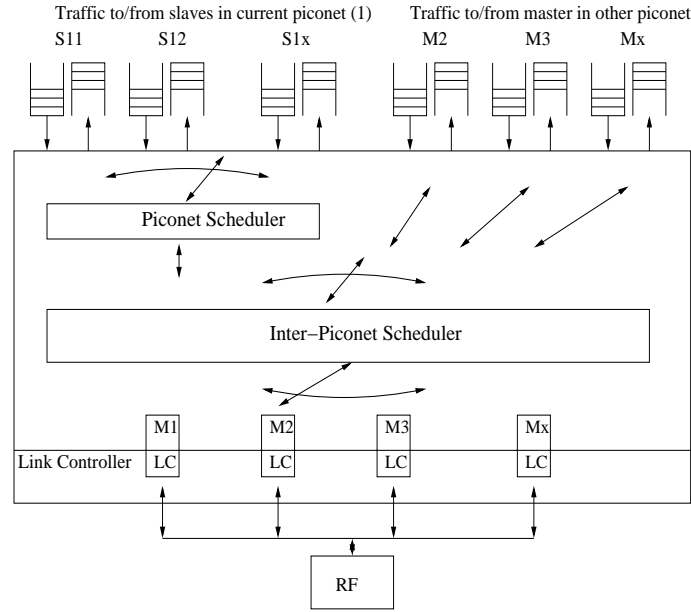 Traffic to/from slaves in current piconet (1) Traffic to/from master in other piconet
S11 S12 S1x M2 M3 Mx
Piconet Scheduler
Inter−Piconet Scheduler
M1 M2 M3 Mx
Link Controller LC LC LC LC
RF